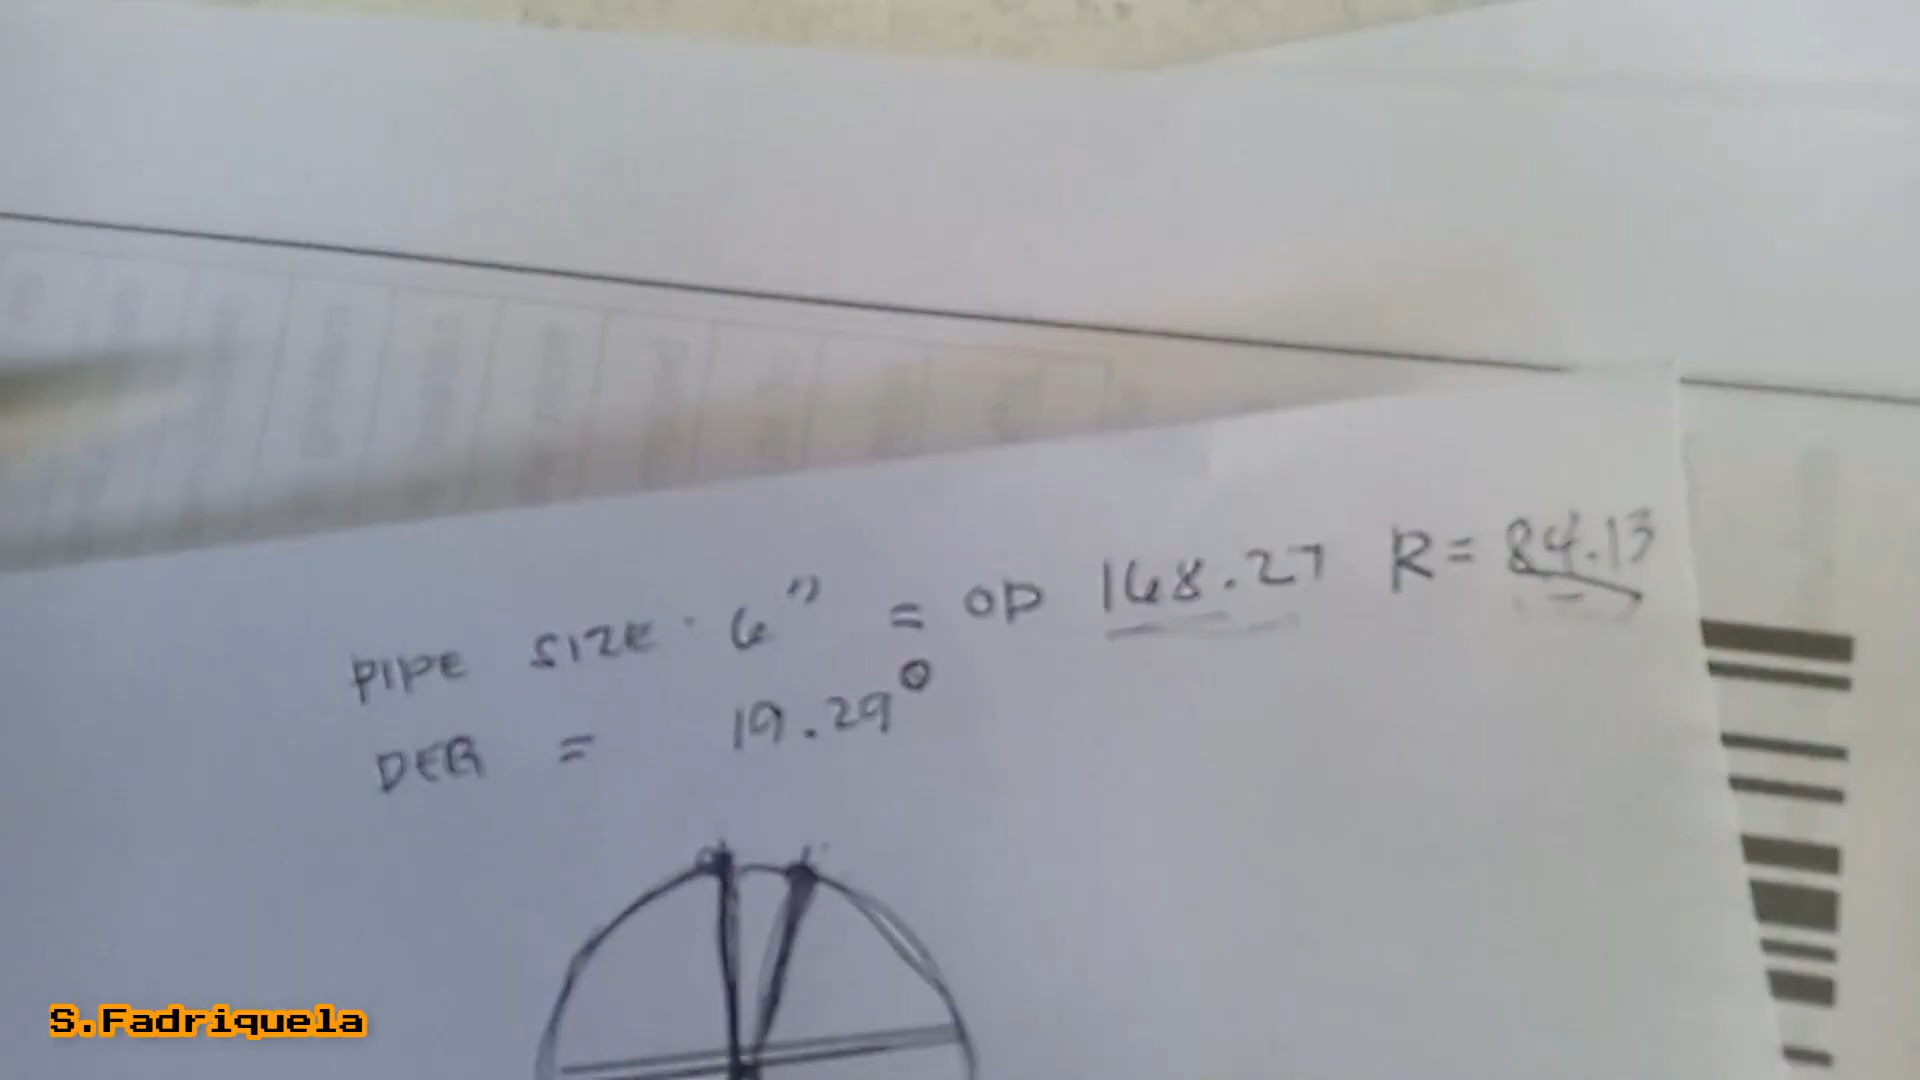 PIPE SIZE. 6" = OD 168.27 R = 84.13
DEG = 19.29°
S.Fadriquela